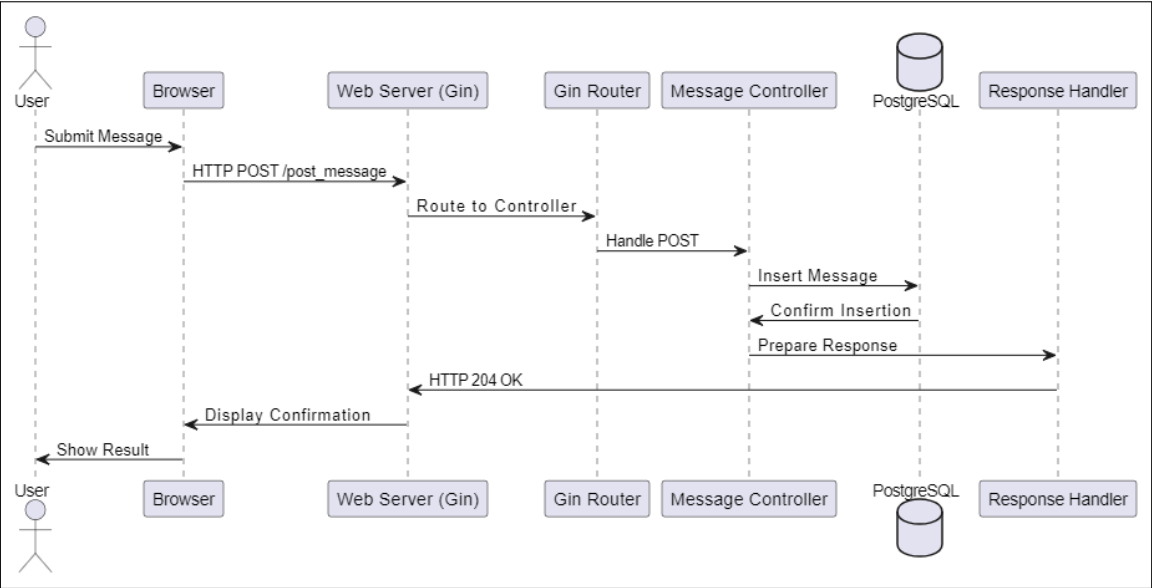 User
Browser
Web Server (Gin)
Gin Router
Message Controller
PostgreSQL
Response Handler
Submit Message
HTTP POST /post_message
Route to Controller
Handle POST
Insert Message
Confirm Insertion
Prepare Response
HTTP 204 OK
Display Confirmation
Show Result
User
Browser
Web Server (Gin)
Gin Router
Message Controller
PostgreSQL
Response Handler